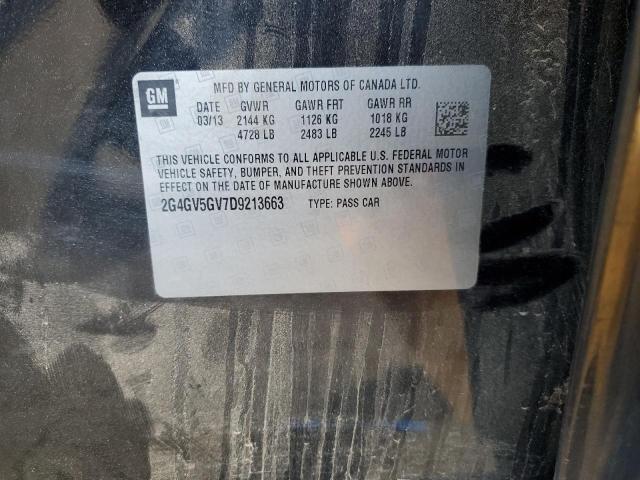 GM
MFD BY GENERAL MOTORS OF CANADA LTD.
DATE GVWR GAWR FRT GAWR RR
03/13 2144 KG 1126 KG 1018 KG
4728 LB 2483 LB 2245 LB
THIS VEHICLE CONFORMS TO ALL APPLICABLE U.S. FEDERAL MOTOR
VEHICLE SAFETY, BUMPER, AND THEFT PREVENTION STANDARDS IN
EFFECT ON THE DATE OF MANUFACTURE SHOWN ABOVE.
2G4GV5GV7D9213663 TYPE: PASS CAR